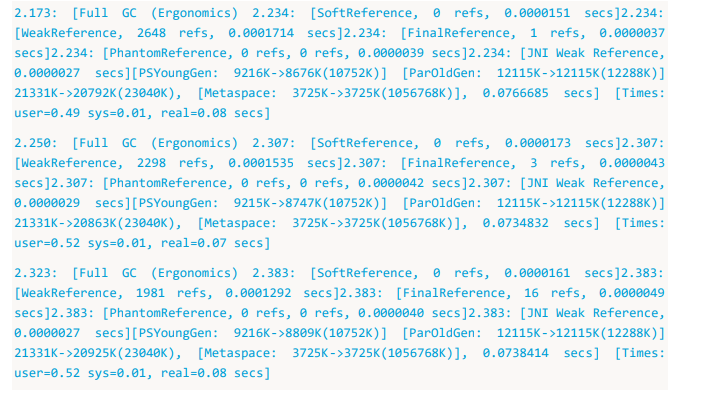 2.173: [Full GC (Ergonomics) 2.234: [SoftReference, 0 refs, 0.0000151 secs]2.234:
[WeakReference, 2648 refs, 0.0001714 secs]2.234: [FinalReference, 1 refs, 0.0000037
secs]2.234: [PhantomReference, 0 refs, 0 refs, 0.0000039 secs]2.234: [JNI Weak Reference,
0.0000027 secs][PSYoungGen: 9216K->8676K(10752K)] [ParOldGen: 12115K->12115K(12288K)]
21331K->20792K(23040K), [Metaspace: 3725K->3725K(1056768K)], 0.0766685 secs] [Times:
user=0.49 sys=0.01, real=0.08 secs]
2.250: [Full GC (Ergonomics) 2.307: [SoftReference, 0 refs, 0.0000173 secs]2.307:
[WeakReference, 2298 refs, 0.0001535 secs]2.307: [FinalReference, 3 refs, 0.0000043
secs]2.307: [PhantomReference, 0 refs, 0 refs, 0.0000042 secs]2.307: [JNI Weak Reference,
0.0000029 secs][PSYoungGen: 9215K->8747K(10752K)] [ParOldGen: 12115K->12115K(12288K)]
21331K->20863K(23040K), [Metaspace: 3725K->3725K(1056768K)], 0.0734832 secs] [Times:
user=0.52 sys=0.01, real=0.07 secs]
2.323: [Full GC (Ergonomics) 2.383: [SoftReference, 0 refs, 0.0000161 secs]2.383:
[WeakReference, 1981 refs, 0.0001292 secs]2.383: [FinalReference, 16 refs, 0.0000049
secs]2.383: [PhantomReference, 0 refs, 0 refs, 0.0000040 secs]2.383: [JNI Weak Reference,
0.0000027 secs][PSYoungGen: 9216K->8809K(10752K)] [ParOldGen: 12115K->12115K(12288K)]
21331K->20925K(23040K), [Metaspace: 3725K->3725K(1056768K)], 0.0738414 secs] [Times:
user=0.52 sys=0.01, real=0.08 secs]